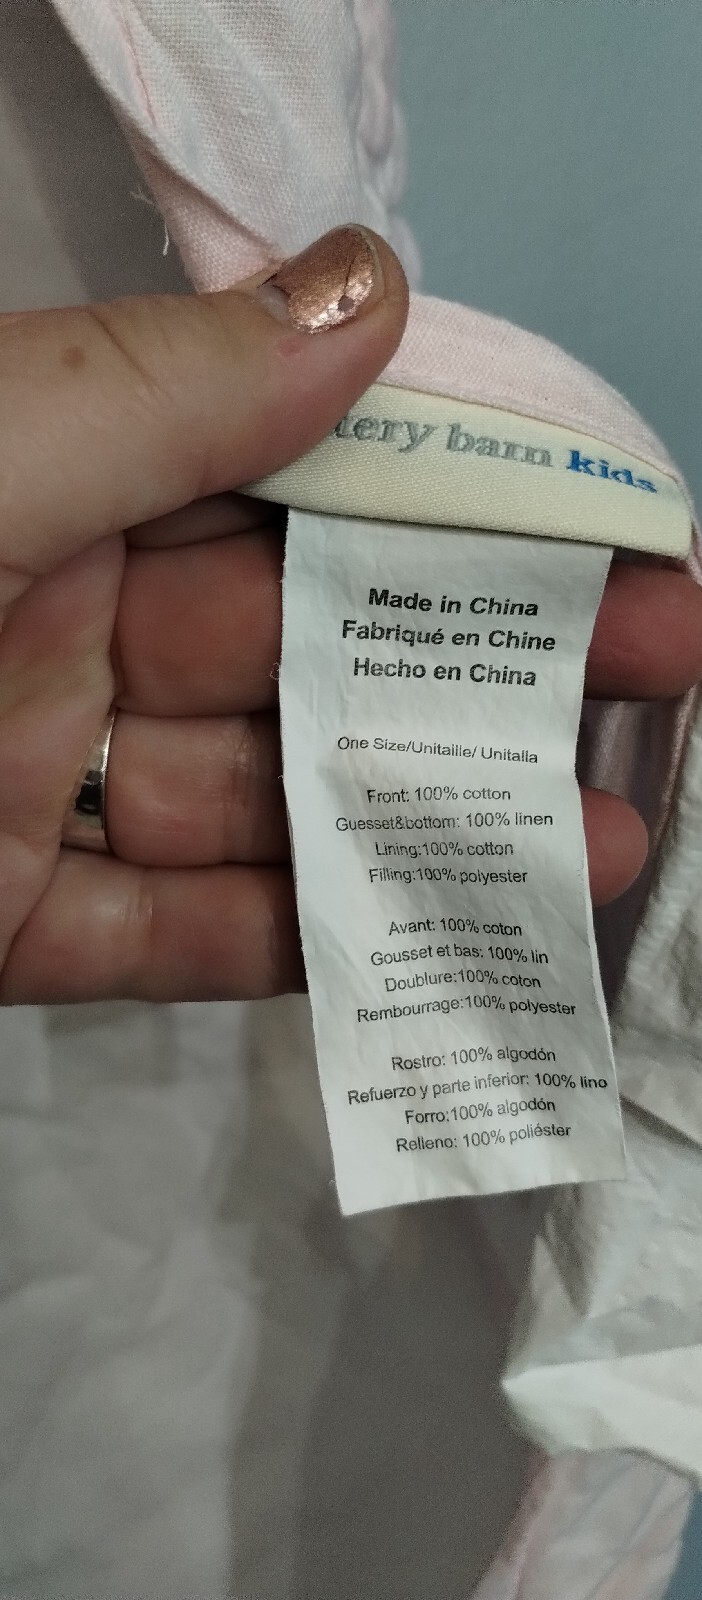 barn kids
Made in China
Fabriqué en Chine
Hecho en China
One Size/Unitaille/ Unitalla
Front: 100% cotton
Guesset&bottom: 100% linen
Lining:100% cotton
Filling:100% polyester
Avant: 100% coton
Gousset et bas: 100% lin
Doublure:100% coton
Rembourrage:100% polyester
Rostro: 100% algodón
Refuerzo y parte inferior: 100% lino
Forro:100% algodón
Relleno: 100% poliéster